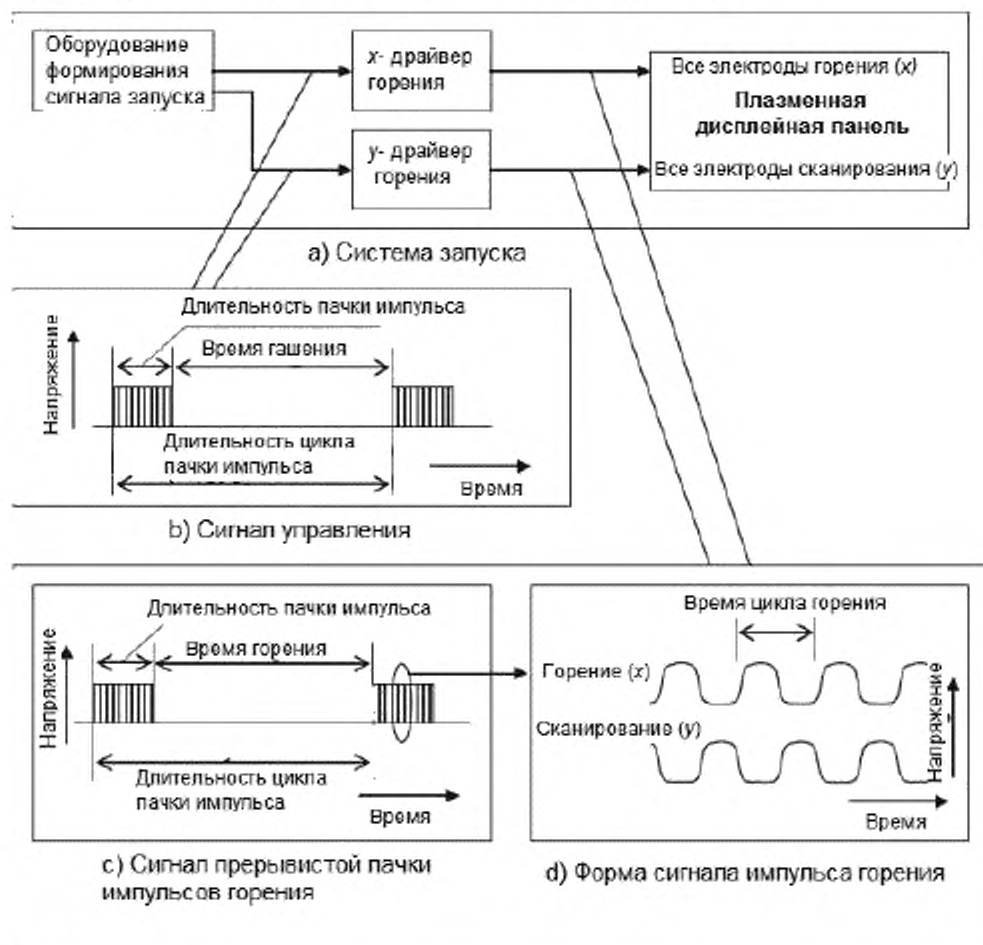 Оборудование
формирования
сигнала запуска
x- драйвер
горения
y- драйвер
горения
Все электроды горения (x)
Плазменная
дисплейная панель
Все электроды сканирования (y)
a) Система запуска
Длительность пачки импульса
Время гашения
Напряжение
Длительность цикла
пачки импульса
Время
b) Сигнал управления
Длительность пачки импульса
Время горения
Напряжение
Длительность цикла
пачки импульса
Время
c) Сигнал прерывистой пачки
импульсов горения
Время цикла горения
Горение (x)
Сканирование (y)
Напряжение
Время
d) Форма сигнала импульса горения